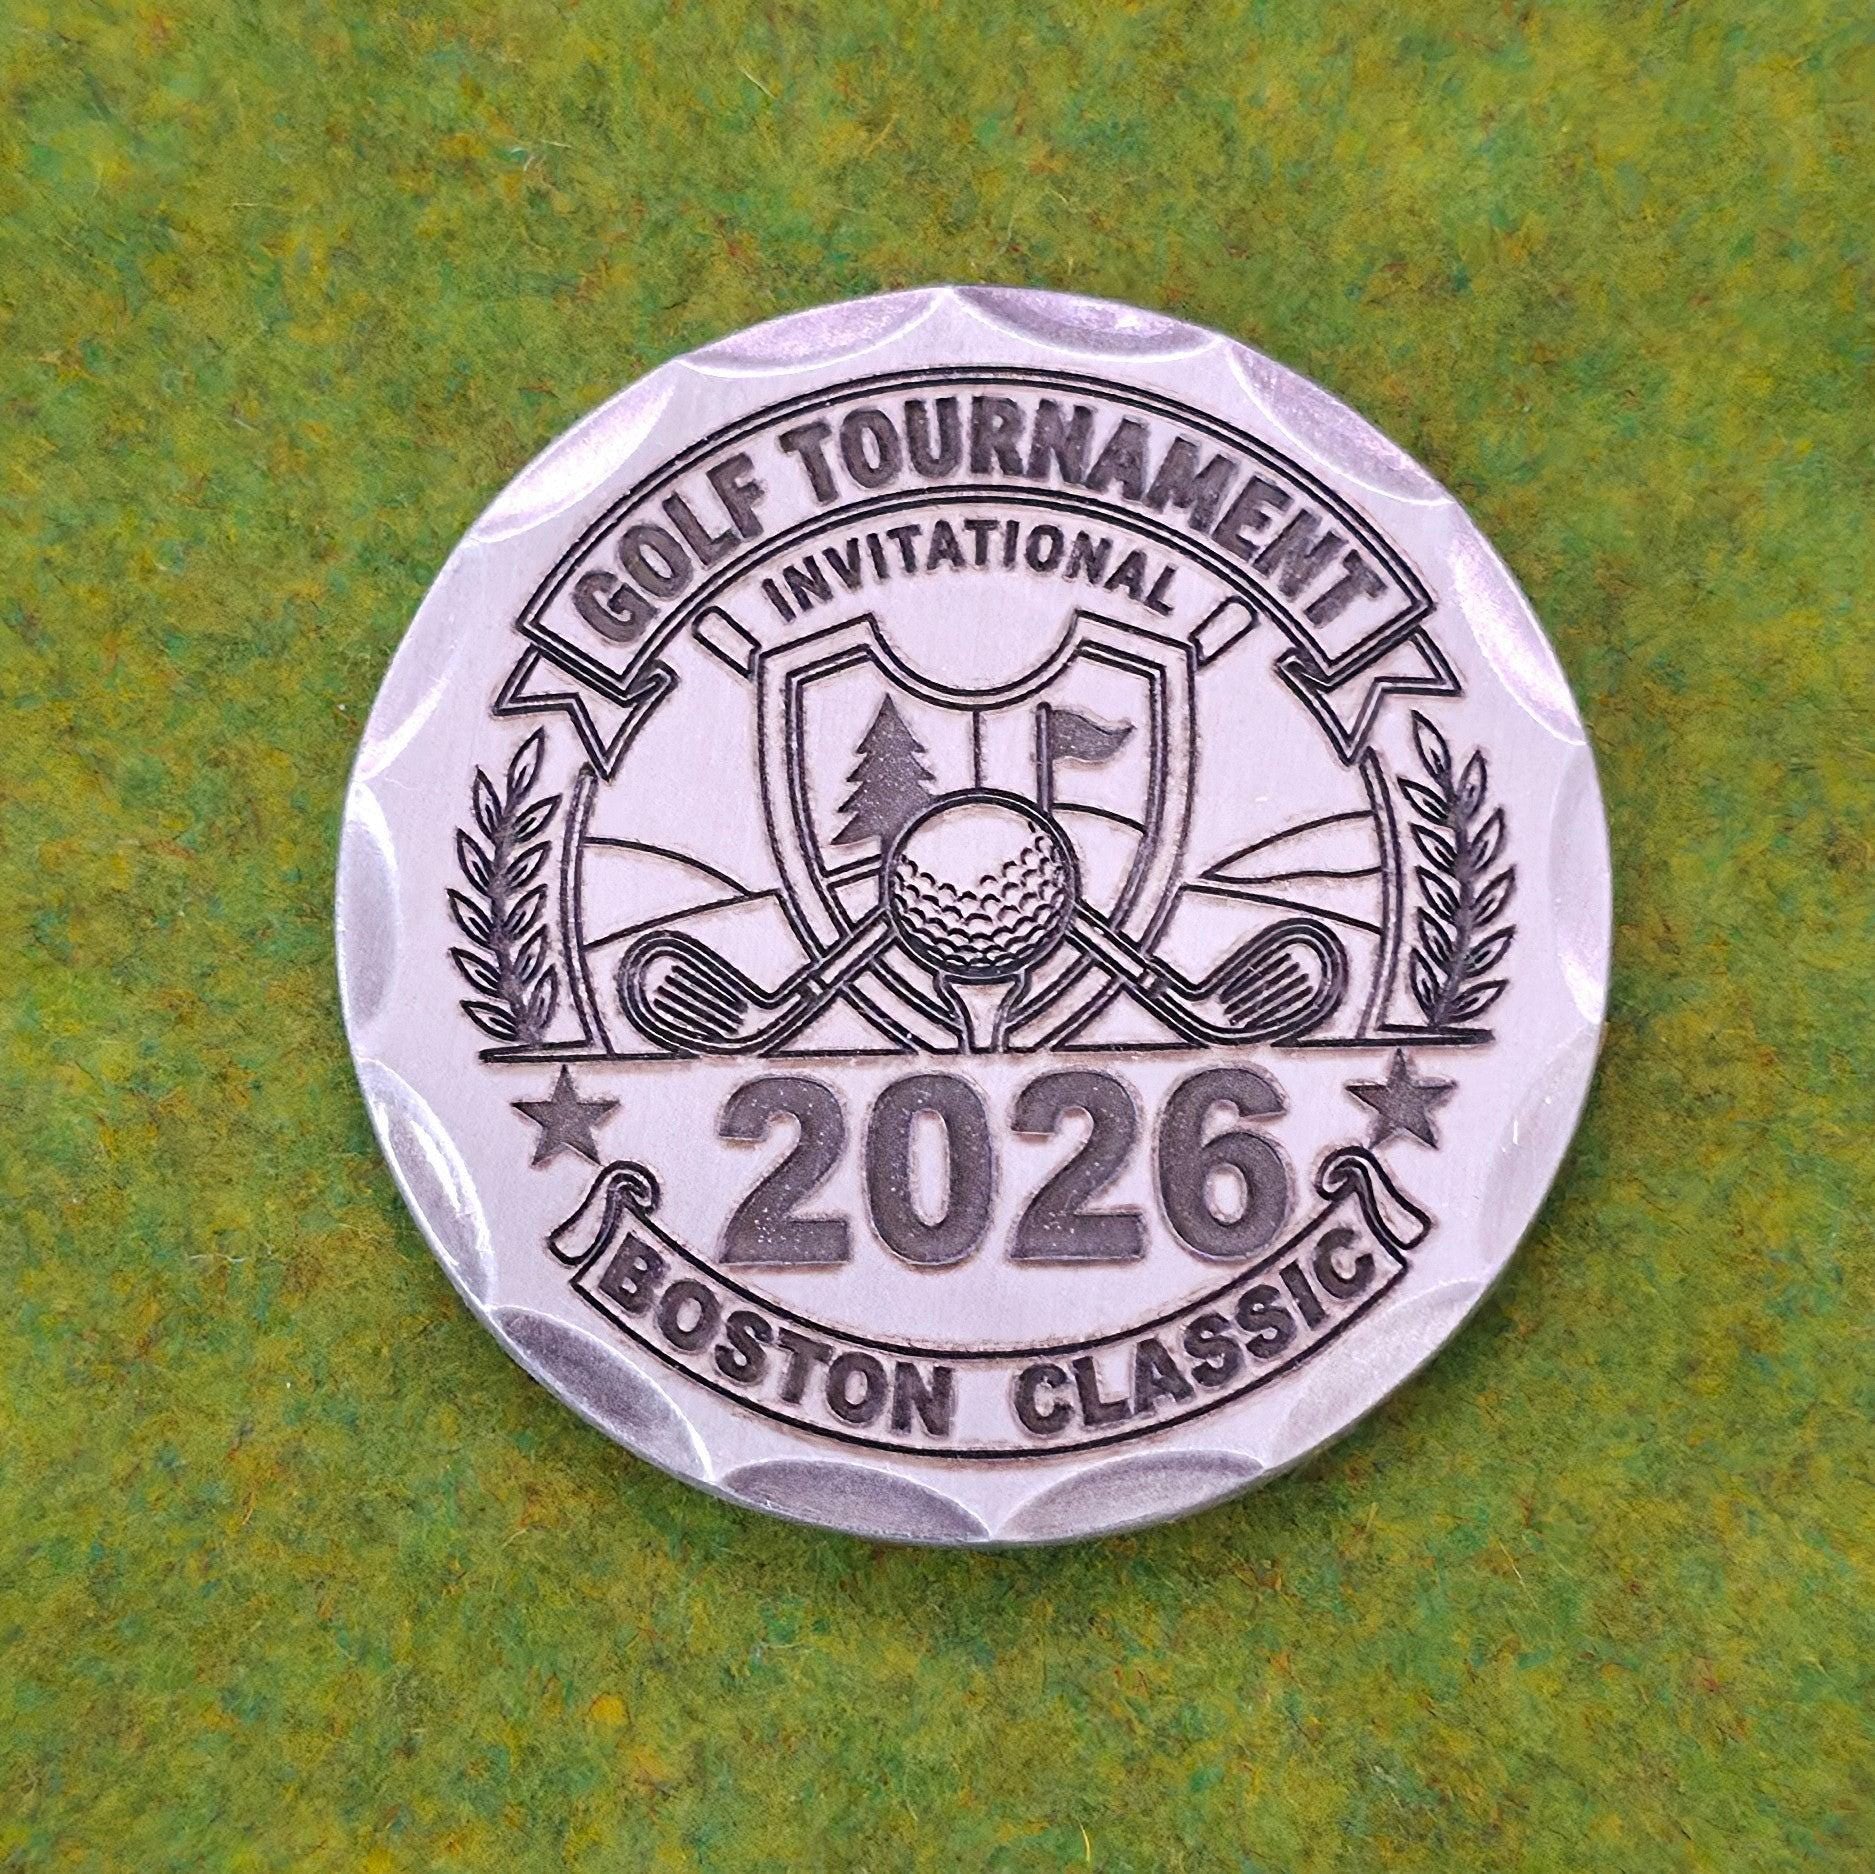 GOLF TOURNAMENT
INVITATIONAL
2026
BOSTON CLASSIC